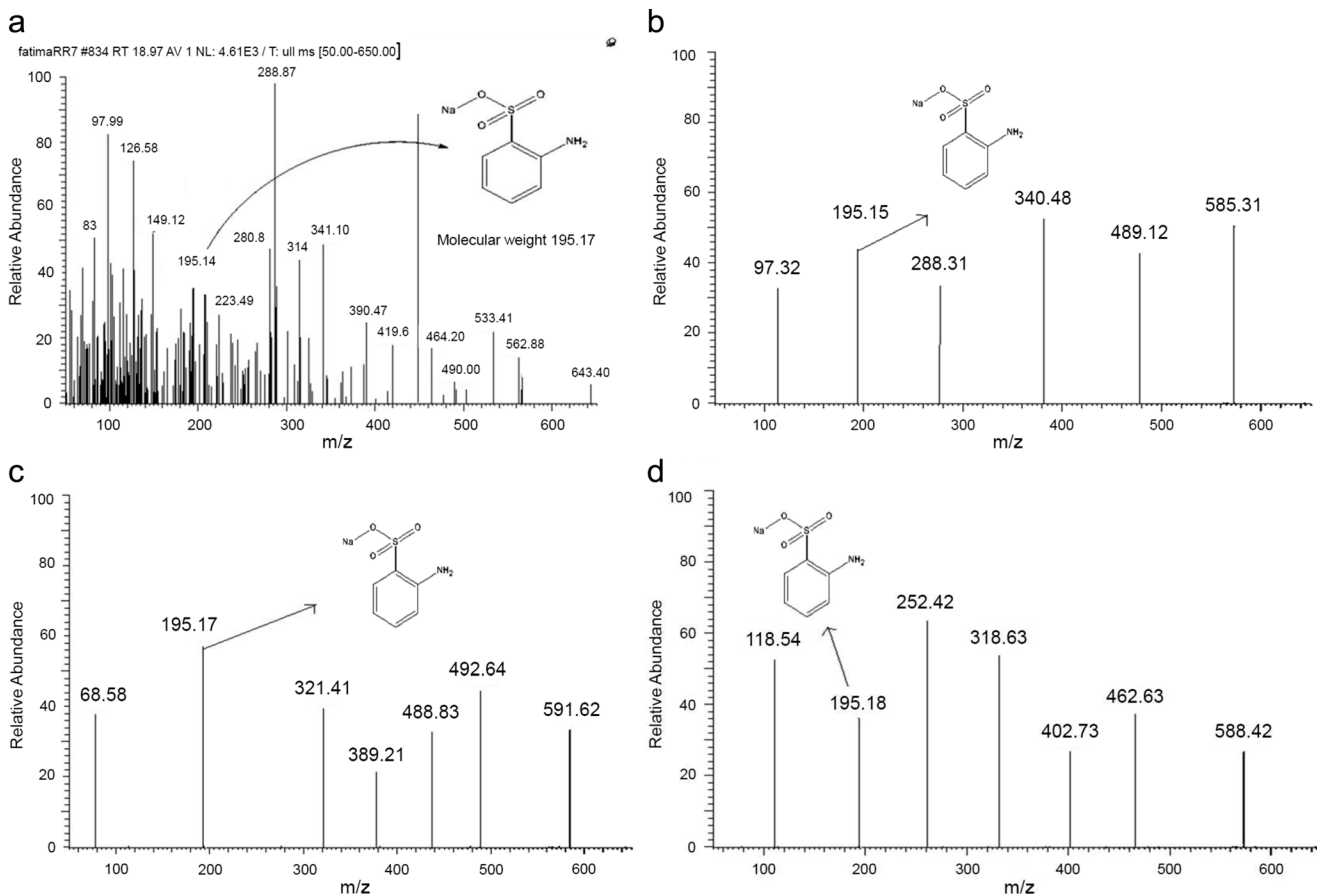 a
fatimaRR7 #834 RT 18.97 AV 1 NL: 4.61E3 / T: ull ms [50.00-650.00]
Relative Abundance
100
80
60
40
20
0
288.87
97.99
126.58
149.12
83
195.14
223.49
280.8
314
341.10
390.47
419.6
464.20
490.00
533.41
562.88
643.40
Na
O
O
S
O
NH2
Molecular weight 195.17
100
200
300
400
500
600
m/z
b
Relative Abundance
100
80
60
40
20
0
Na
O
O
S
O
NH2
97.32
195.15
288.31
340.48
489.12
585.31
100
200
300
400
500
600
m/z
c
Relative Abundance
100
80
60
40
20
0
Na
O
O
S
O
NH2
68.58
195.17
321.41
389.21
488.83
492.64
591.62
100
200
300
400
500
600
m/z
d
Relative Abundance
100
80
60
40
20
0
Na
O
O
S
O
NH2
118.54
195.18
252.42
318.63
402.73
462.63
588.42
100
200
300
400
500
600
m/z